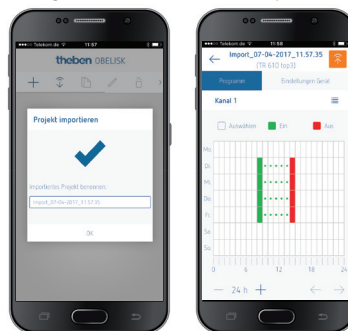 Telekom.de 11:57
theben OBELISK
Projekt importieren
Importiertes Projekt benennen:
Import_07-04-2017_11.57.35
OK
Telekom.de 11:58
Import_07-04-2017_11.57.35
(TR 610 top3)
Programm Einstellungen Gerät
Kanal 1
Auswählen Ein Aus
Mo.
Di.
Mi.
Do.
Fr.
Sa.
So.
0 6 12 18 24
24 h